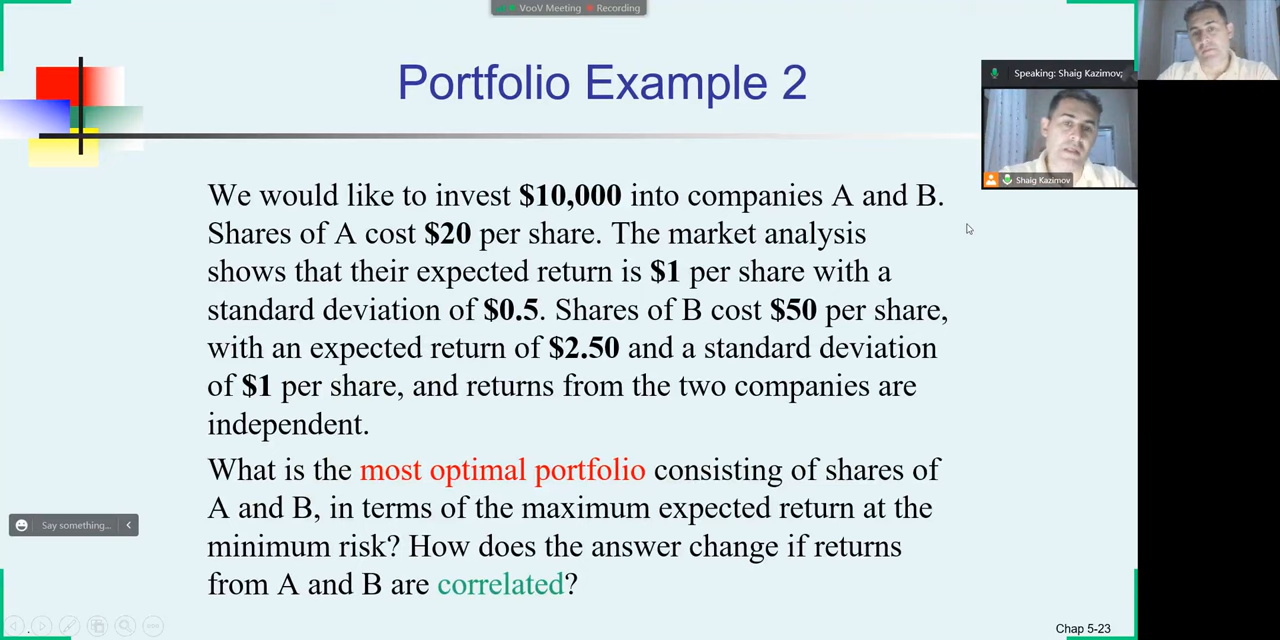 VooV Meeting Recording
Portfolio Example 2
Speaking: Shaig Kazimov;
Shaig Kazimov
We would like to invest $10,000 into companies A and B.
Shares of A cost $20 per share. The market analysis
shows that their expected return is $1 per share with a
standard deviation of $0.5. Shares of B cost $50 per share,
with an expected return of $2.50 and a standard deviation
of $1 per share, and returns from the two companies are
independent.
What is the most optimal portfolio consisting of shares of
A and B, in terms of the maximum expected return at the
minimum risk? How does the answer change if returns
from A and B are correlated?
Say something...
Chap 5-23